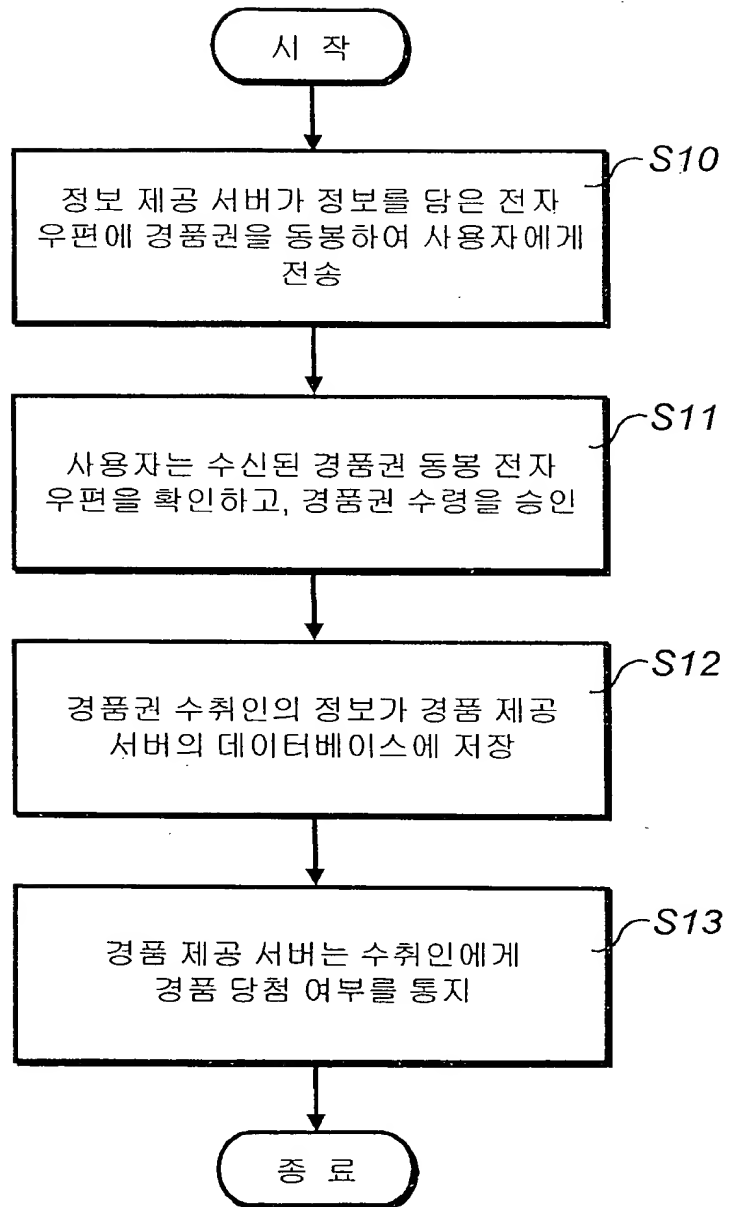 시 작
S10
정보 제공 서버가 정보를 담은 전자
우편에 경품권을 동봉하여 사용자에게
전송
S11
사용자는 수신된 경품권 동봉 전자
우편을 확인하고, 경품권 수령을 승인
S12
경품권 수취인의 정보가 경품 제공
서버의 데이터베이스에 저장
S13
경품 제공 서버는 수취인에게
경품 당첨 여부를 통지
종 료